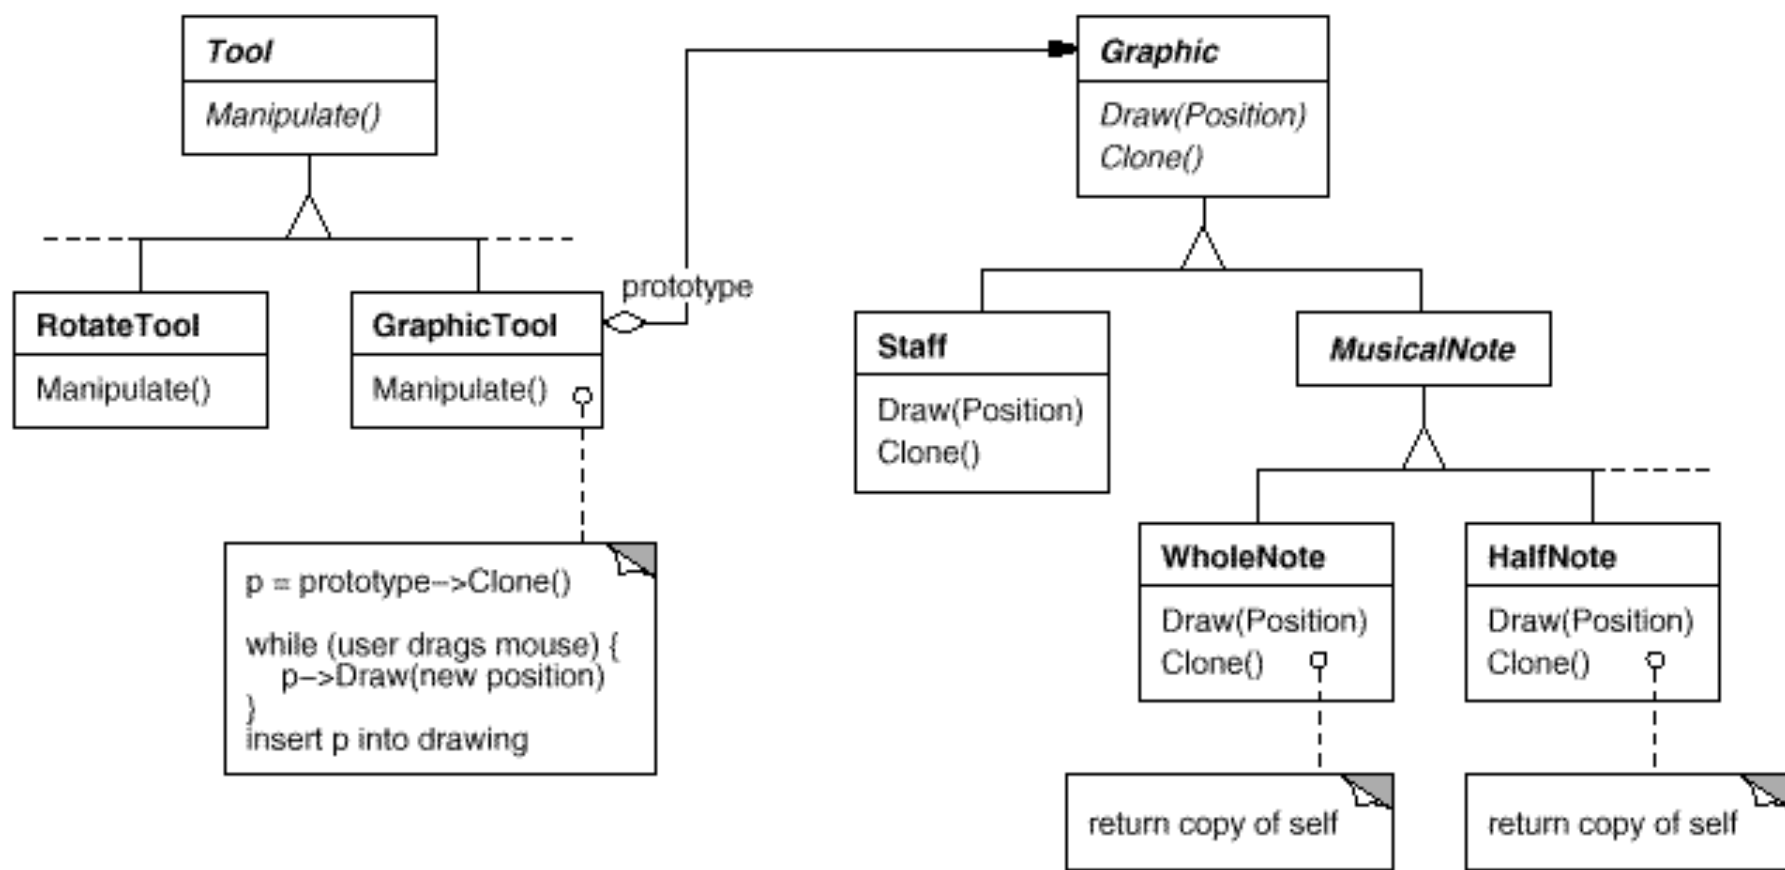 Tool
Manipulate()
Graphic
Draw(Position)
Clone()
prototype
RotateTool
Manipulate()
GraphicTool
Manipulate()
Staff
Draw(Position)
Clone()
MusicalNote
p = prototype–>Clone()
while (user drags mouse) {
p–>Draw(new position)
}
insert p into drawing
WholeNote
Draw(Position)
Clone()
HalfNote
Draw(Position)
Clone()
return copy of self
return copy of self